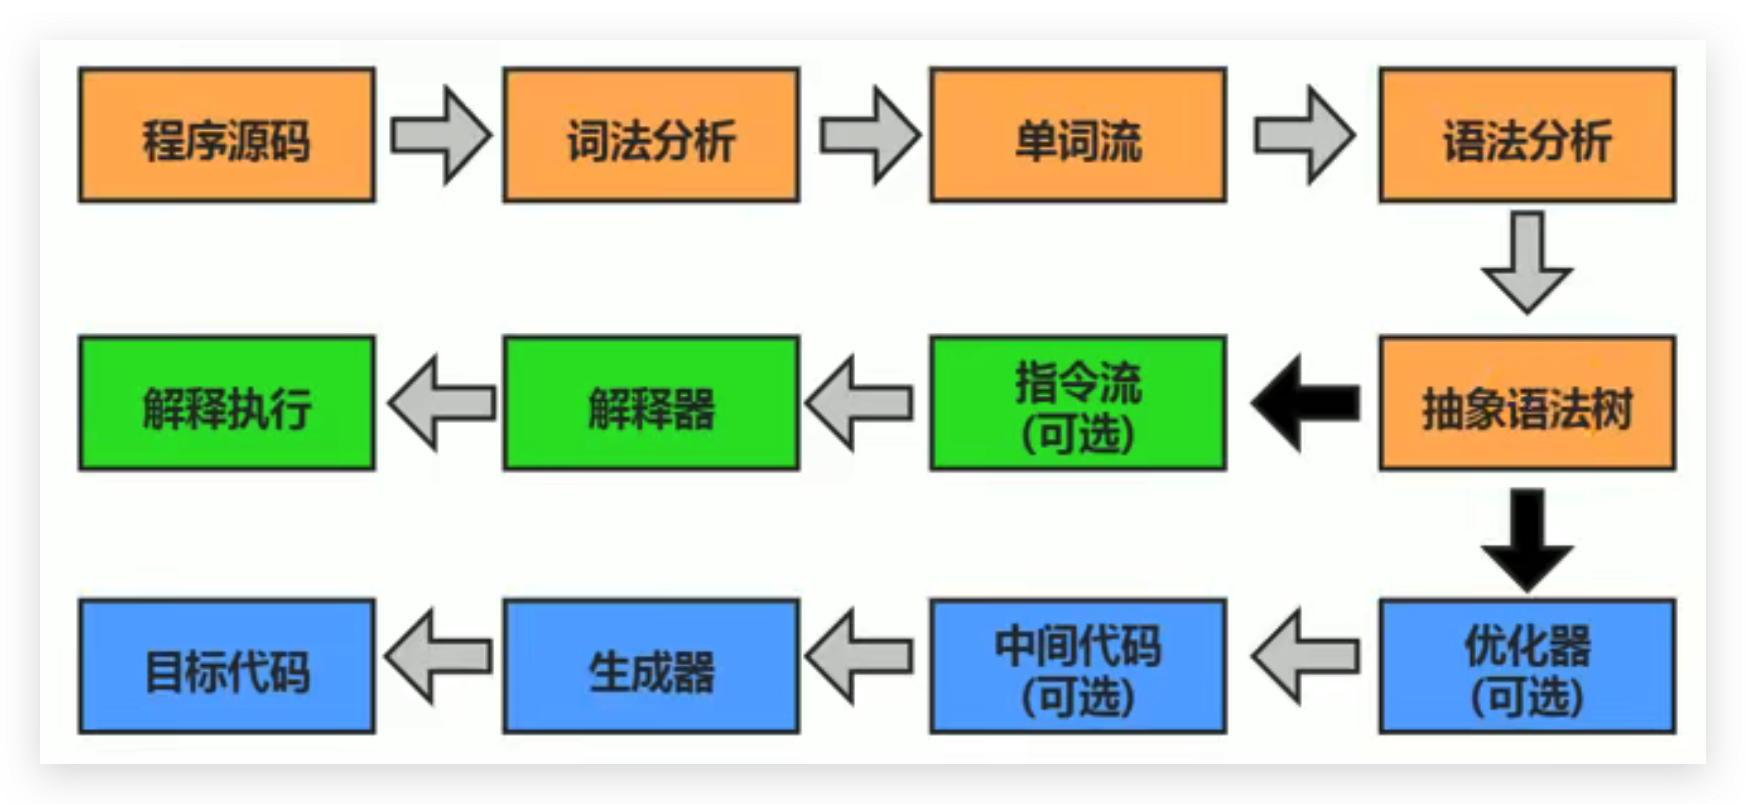 程序源码
词法分析
单词流
语法分析
解释执行
解释器
指令流
(可选)
抽象语法树
目标代码
生成器
中间代码
(可选)
优化器
(可选)